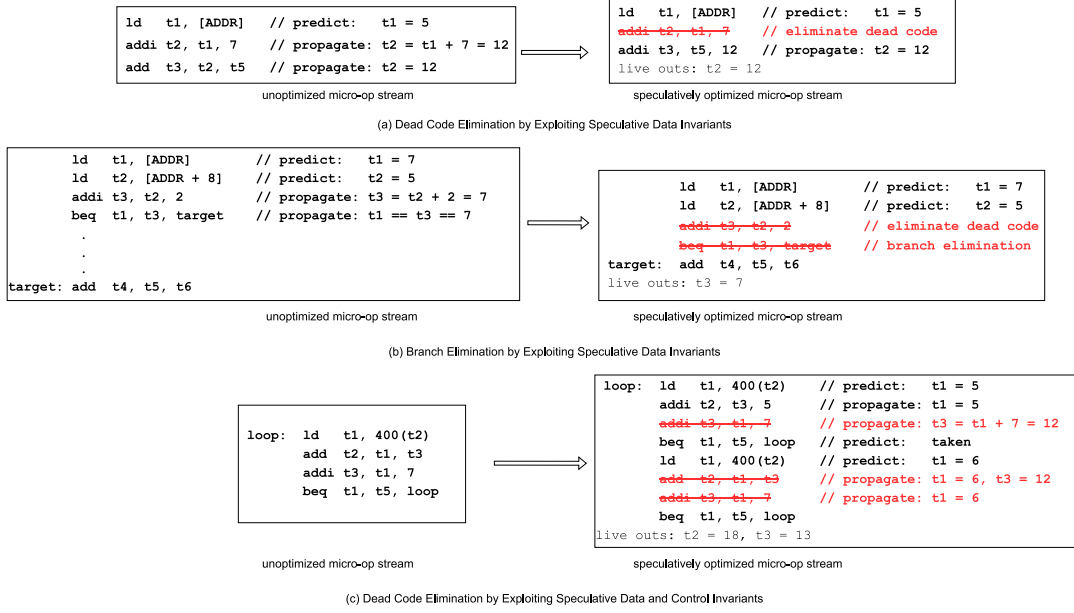 ld t1, [ADDR] // predict: t1 = 5
addi t2, t1, 7 // propagate: t2 = t1 + 7 = 12
add t3, t2, t5 // propagate: t2 = 12
unoptimized micro-op stream
ld t1, [ADDR] // predict: t1 = 5
addi t2, t1, 7 // eliminate dead code
addi t3, t5, 12 // propagate: t2 = 12
live outs: t2 = 12
speculatively optimized micro-op stream
(a) Dead Code Elimination by Exploiting Speculative Data Invariants
ld t1, [ADDR] // predict: t1 = 7
ld t2, [ADDR + 8] // predict: t2 = 5
addi t3, t2, 2 // propagate: t3 = t2 + 2 = 7
beq t1, t3, target // propagate: t1 == t3 == 7
.
.
.
target: add t4, t5, t6
unoptimized micro-op stream
ld t1, [ADDR] // predict: t1 = 7
ld t2, [ADDR + 8] // predict: t2 = 5
addi t3, t2, 2 // eliminate dead code
beq t1, t3, target // branch elimination
target: add t4, t5, t6
live outs: t3 = 7
speculatively optimized micro-op stream
(b) Branch Elimination by Exploiting Speculative Data Invariants
loop: ld t1, 400(t2)
add t2, t1, t3
addi t3, t1, 7
beq t1, t5, loop
unoptimized micro-op stream
loop: ld t1, 400(t2) // predict: t1 = 5
addi t2, t3, 5 // propagate: t1 = 5
addi t3, t1, 7 // propagate: t3 = t1 + 7 = 12
beq t1, t5, loop // predict: taken
ld t1, 400(t2) // predict: t1 = 6
add t2, t1, t3 // propagate: t1 = 6, t3 = 12
addi t3, t1, 7 // propagate: t1 = 6
beq t1, t5, loop
live outs: t2 = 18, t3 = 13
speculatively optimized micro-op stream
(c) Dead Code Elimination by Exploiting Speculative Data and Control Invariants